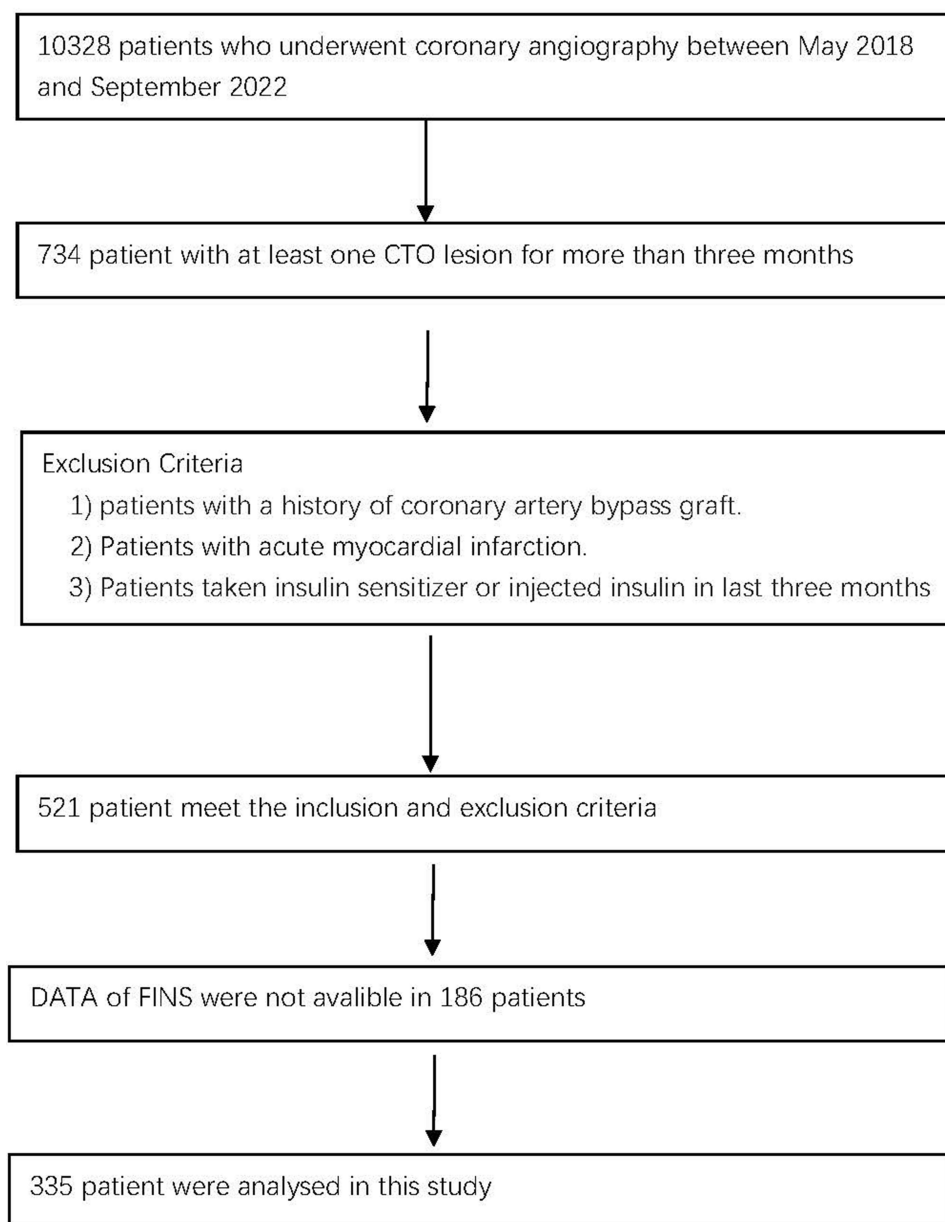 10328 patients who underwent coronary angiography between May 2018
and September 2022
734 patient with at least one CTO lesion for more than three months
Exclusion Criteria
1) patients with a history of coronary artery bypass graft.
2) Patients with acute myocardial infarction.
3) Patients taken insulin sensitizer or injected insulin in last three months
521 patient meet the inclusion and exclusion criteria
DATA of FINS were not avalible in 186 patients
335 patient were analysed in this study